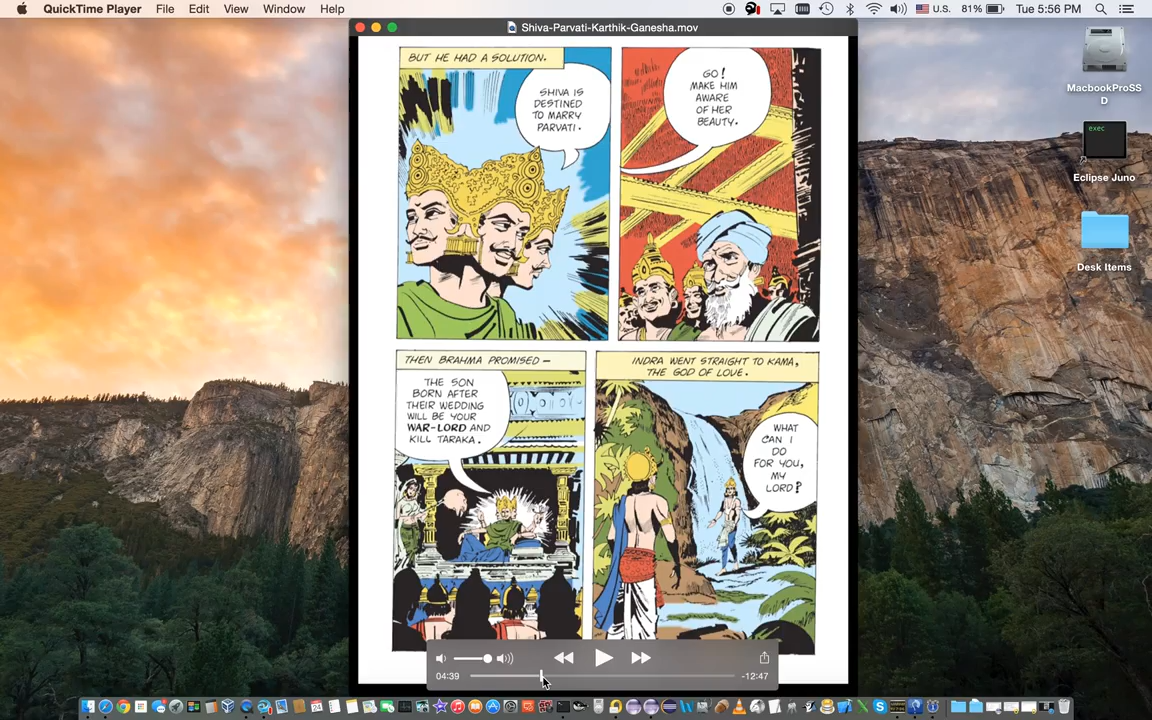 QuickTime Player File Edit View Window Help
U.S. 81% Tue 5:56 PM
Shiva-Parvati-Karthik-Ganesha.mov
BUT HE HAD A SOLUTION.
SHIVA IS
DESTINED
TO MARRY
PARVATI.
GO!
MAKE HIM
AWARE
OF HER
BEAUTY.
THEN BRAHMA PROMISED—
THE SON
BORN AFTER
THEIR WEDDING
WILL BE YOUR
WAR-LORD AND
KILL TARAKA.
INDRA WENT STRAIGHT TO KAMA,
THE GOD OF LOVE.
WHAT
CAN I
DO
FOR YOU,
MY
LORD?
04:39
-12:47
MacbookProSS
D
exec
Eclipse Juno
Desk Items